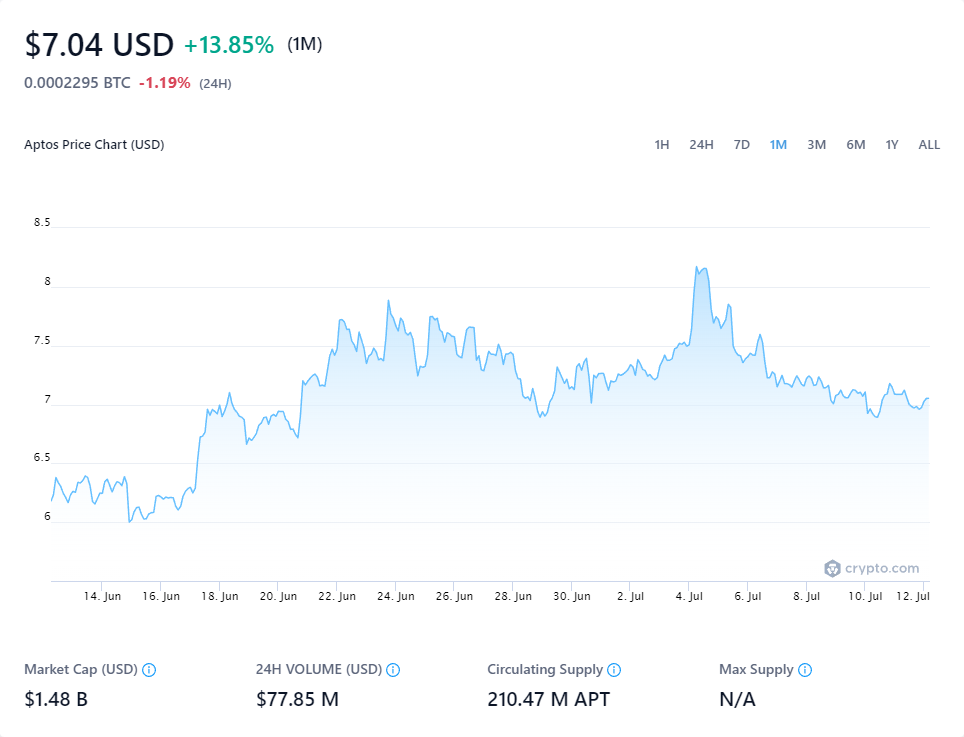 $7.04 USD +13.85% (1M)
0.0002295 BTC -1.19% (24H)
Aptos Price Chart (USD) 1H 24H 7D 1M 3M 6M 1Y ALL
8.5
8
7.5
7
6.5
6
crypto.com
14. Jun 16. Jun 18. Jun 20. Jun 22. Jun 24. Jun 26. Jun 28. Jun 30. Jun 2. Jul 4. Jul 6. Jul 8. Jul 10. Jul 12. Jul
Market Cap (USD) 24H VOLUME (USD) Circulating Supply Max Supply
$1.48 B $77.85 M 210.47 M APT N/A